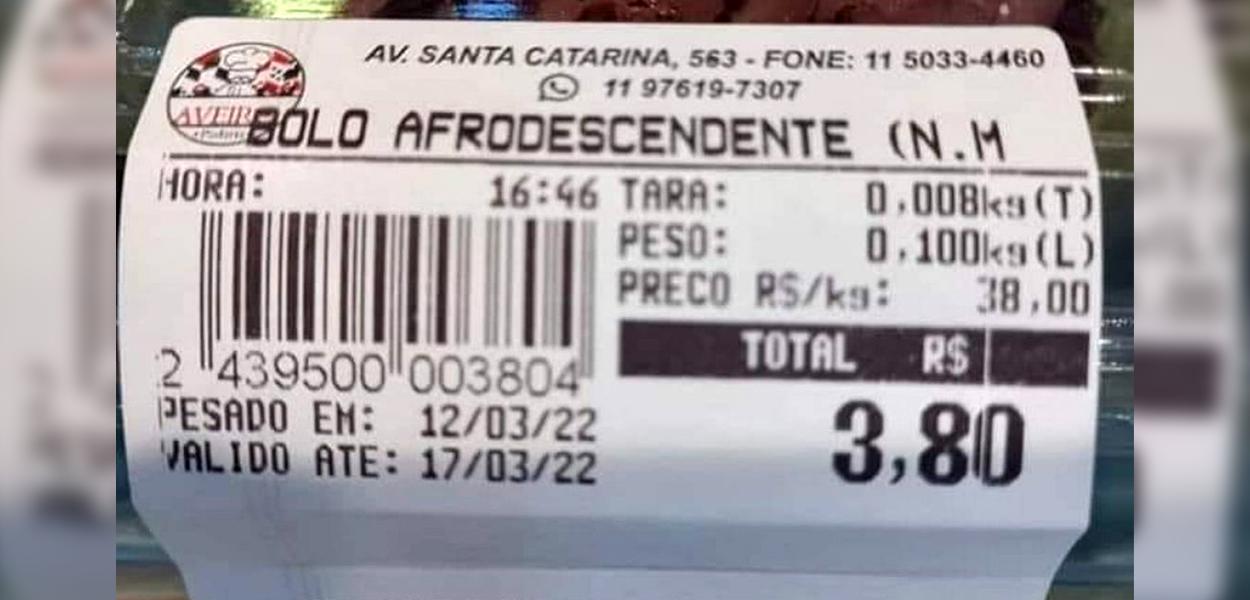 AV. SANTA CATARINA, 563 - FONE: 11 5033-4460
11 97619-7307
AVEIR
BOLO AFRODESCENDENTE (N.M
HORA: 16:46
TARA: 0,008kg(T)
PESO: 0,100kg(L)
PRECO R$/kg: 38,00
TOTAL R$
3,80
2 439500 003804
PESADO EM: 12/03/22
VALIDO ATE: 17/03/22